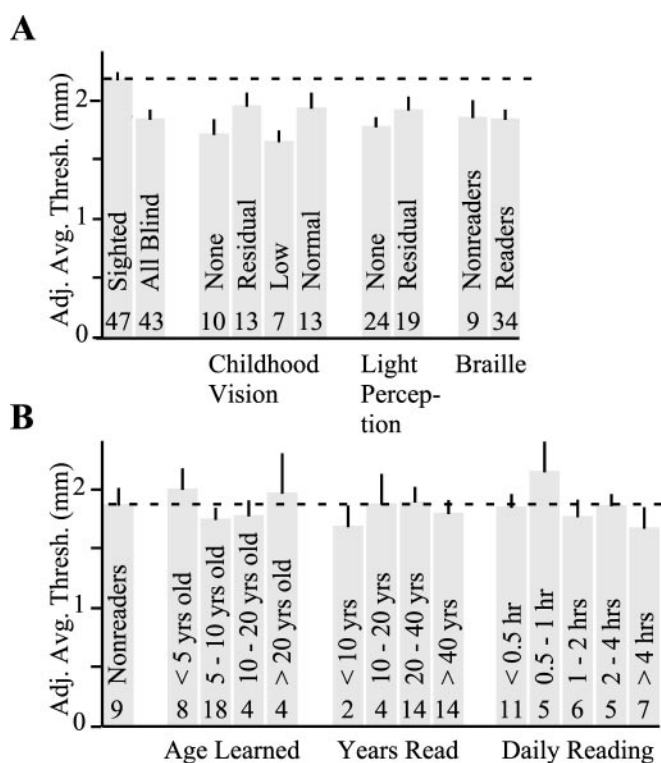 A
Adj. Avg. Thresh. (mm)
2
1
0
Sighted
All Blind
None
Residual
Low
Normal
None
Residual
Nonreaders
Readers
47 43 10 13 7 13 24 19 9 34
Childhood Vision
Light Percep-
tion
Braille
B
Adj. Avg. Thresh. (mm)
2
1
0
Nonreaders
< 5 yrs old
5 - 10 yrs old
10 - 20 yrs old
> 20 yrs old
< 10 yrs
10 - 20 yrs
20 - 40 yrs
> 40 yrs
< 0.5 hr
0.5 - 1 hr
1 - 2 hrs
2 - 4 hrs
> 4 hrs
9 8 18 4 4 2 4 14 14 11 5 6 5 7
Age Learned Years Read Daily Reading